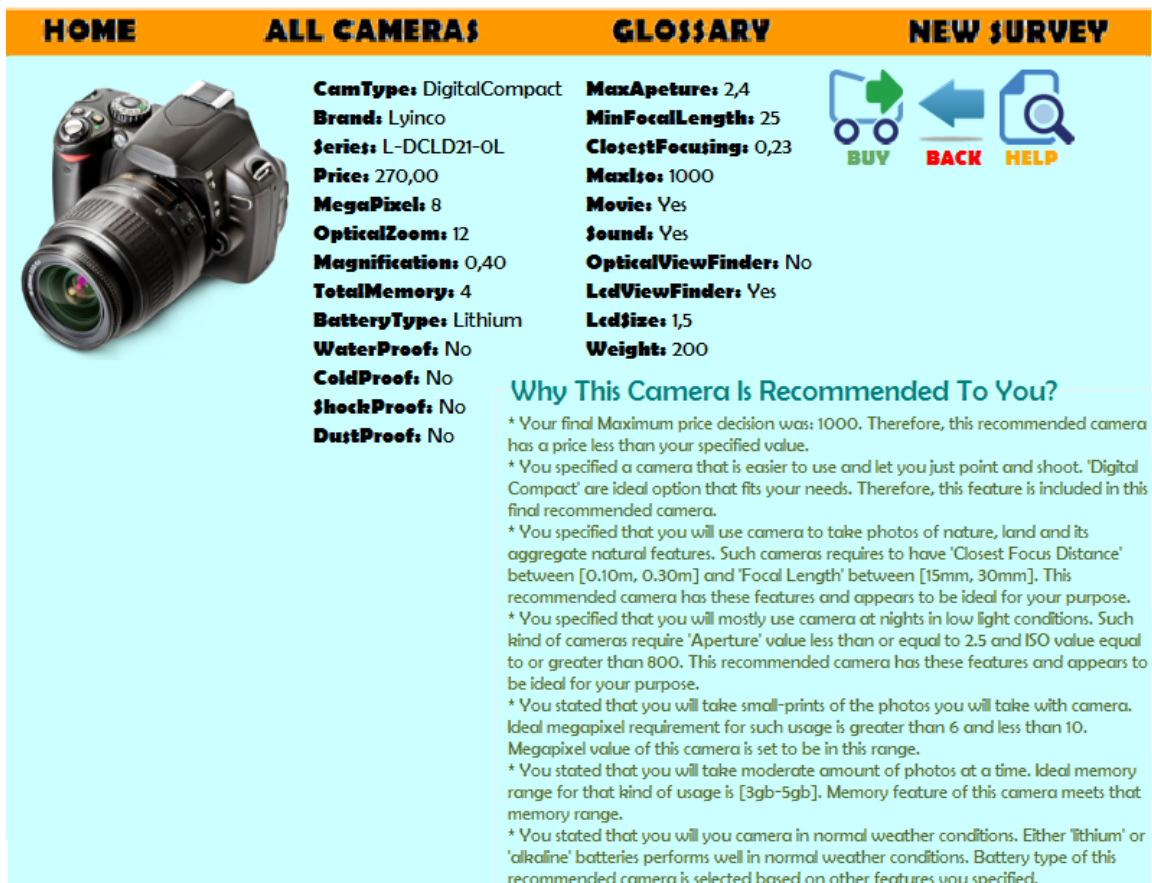 HOME ALL CAMERAS GLOSSARY NEW SURVEY
CamType: DigitalCompact
Brand: Lyinco
Series: L-DCLD21-0L
Price: 270,00
MegaPixel: 8
OpticalZoom: 12
Magnification: 0,40
TotalMemory: 4
BatteryType: Lithium
WaterProof: No
ColdProof: No
ShockProof: No
DustProof: No
MaxApeture: 2,4
MinFocalLength: 25
ClosestFocusing: 0,23
MaxIso: 1000
Movie: Yes
Sound: Yes
OpticalViewFinder: No
LcdViewFinder: Yes
LcdSize: 1,5
Weight: 200
BUY BACK HELP
Why This Camera Is Recommended To You?
* Your final Maximum price decision was: 1000. Therefore, this recommended camera
has a price less than your specified value.
* You specified a camera that is easier to use and let you just point and shoot. 'Digital
Compact' are ideal option that fits your needs. Therefore, this feature is included in this
final recommended camera.
* You specified that you will use camera to take photos of nature, land and its
aggregate natural features. Such cameras requires to have 'Closest Focus Distance'
between [0.10m, 0.30m] and 'Focal Length' between [15mm, 30mm]. This
recommended camera has these features and appears to be ideal for your purpose.
* You specified that you will mostly use camera at nights in low light conditions. Such
kind of cameras require 'Aperture' value less than or equal to 2.5 and ISO value equal
to or greater than 800. This recommended camera has these features and appears to
be ideal for your purpose.
* You stated that you will take small-prints of the photos you will take with camera.
Ideal megapixel requirement for such usage is greater than 6 and less than 10.
Megapixel value of this camera is set to be in this range.
* You stated that you will take moderate amount of photos at a time. Ideal memory
range for that kind of usage is [3gb-5gb]. Memory feature of this camera meets that
memory range.
* You stated that you will you camera in normal weather conditions. Either 'lithium' or
'alkaline' batteries performs well in normal weather conditions. Battery type of this
recommended camera is selected based on other features you specified.